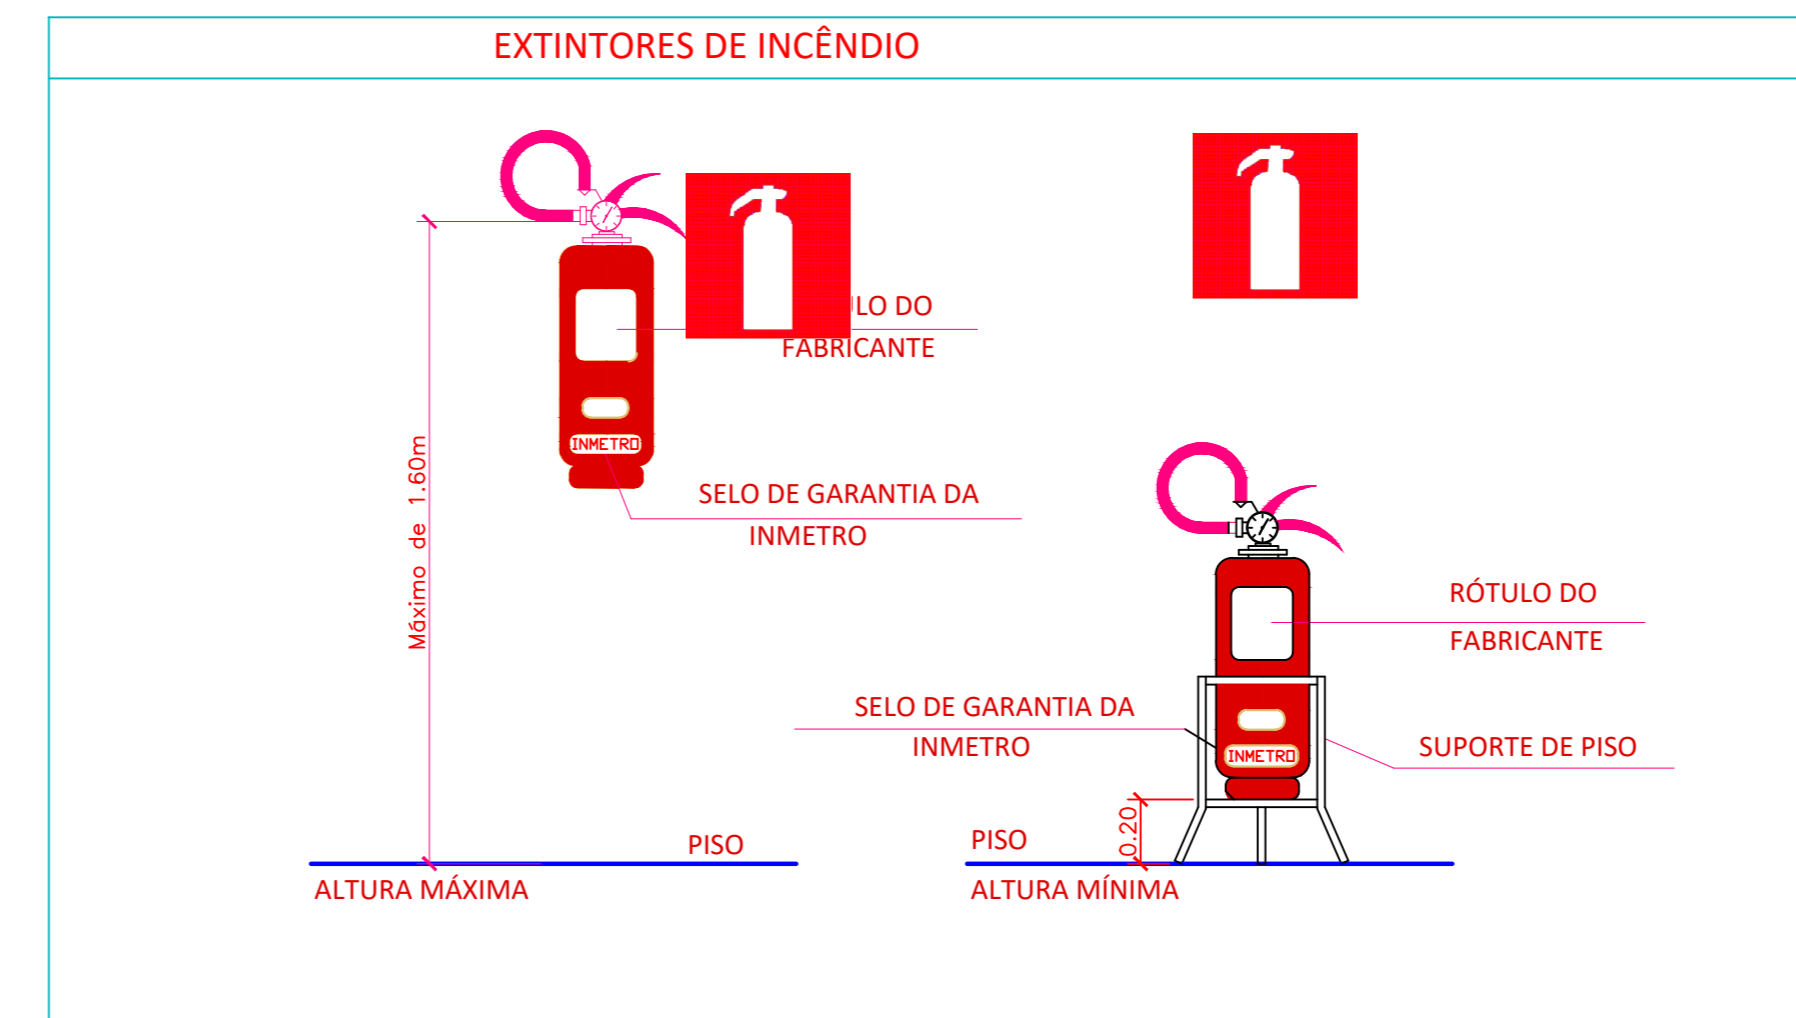 EXTINTORES DE INCÊNDIO
LO DO
FABRICANTE
INMETRO
SELO DE GARANTIA DA
INMETRO
Máximo de 1.60m
PISO
ALTURA MÁXIMA
RÓTULO DO
FABRICANTE
SELO DE GARANTIA DA
INMETRO
INMETRO
SUPORTE DE PISO
0.20
PISO
ALTURA MÍNIMA